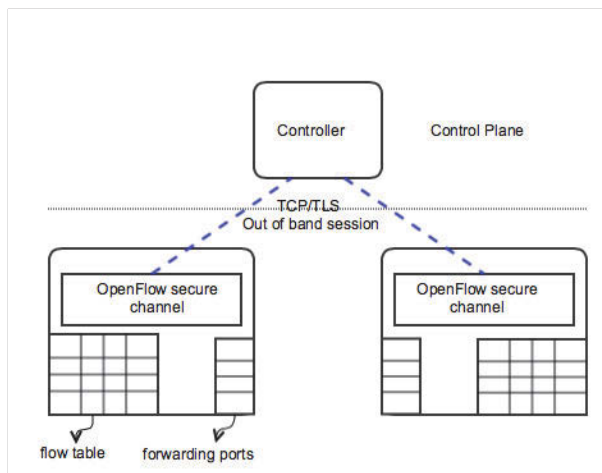 Controller
Control Plane
TCP/TLS
Out of band session
OpenFlow secure
channel
OpenFlow secure
channel
flow table
forwarding ports